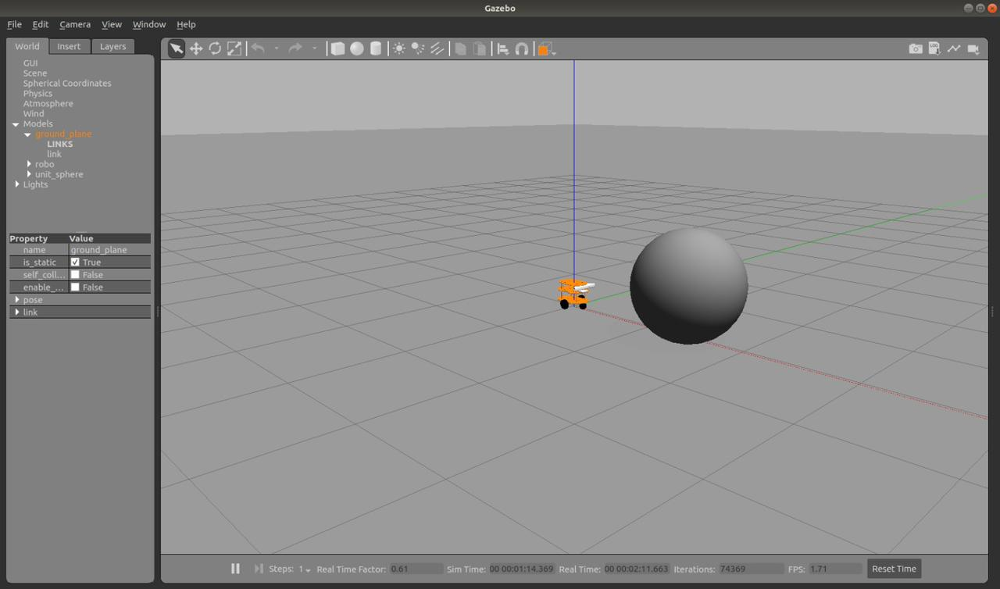 Gazebo
File Edit Camera View Window Help
World Insert Layers
GUI
Scene
Spherical Coordinates
Physics
Atmosphere
Wind
Models
ground_plane
LINKS
link
robo
unit_sphere
Lights
Property Value
name ground_plane
is_static True
self_coll... False
enable_... False
pose
link
LOG
Steps: 1 Real Time Factor: 0.61 Sim Time: 00 00:01:14.369 Real Time: 00 00:02:11.663 Iterations: 74369 FPS: 1.71 Reset Time